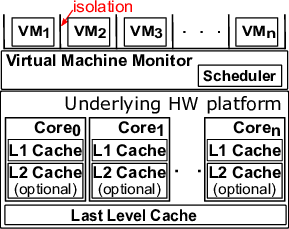 isolation
VM1 VM2 VM3 . . . VMn
Virtual Machine Monitor
Scheduler
Underlying HW platform
Core0 Core1 Coren
L1 Cache L1 Cache L1 Cache
L2 Cache L2 Cache . . L2 Cache
(optional) (optional) (optional)
Last Level Cache